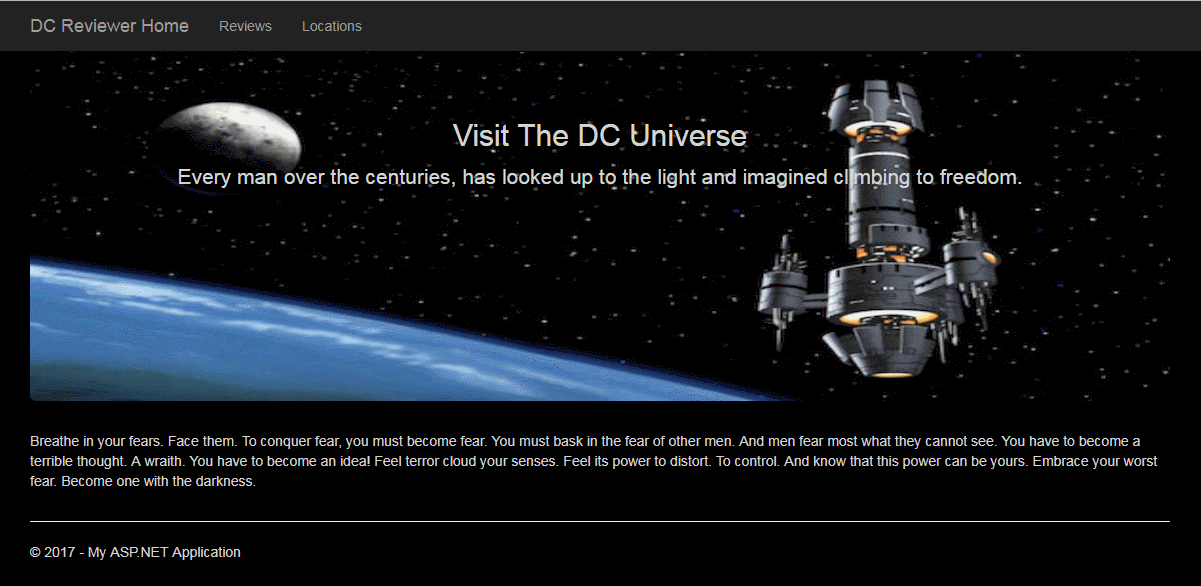 DC Reviewer Home Reviews Locations
Visit The DC Universe
Every man over the centuries, has looked up to the light and imagined climbing to freedom.
Breathe in your fears. Face them. To conquer fear, you must become fear. You must bask in the fear of other men. And men fear most what they cannot see. You have to become a
terrible thought. A wraith. You have to become an idea! Feel terror cloud your senses. Feel its power to distort. To control. And know that this power can be yours. Embrace your worst
fear. Become one with the darkness.
© 2017 - My ASP.NET Application